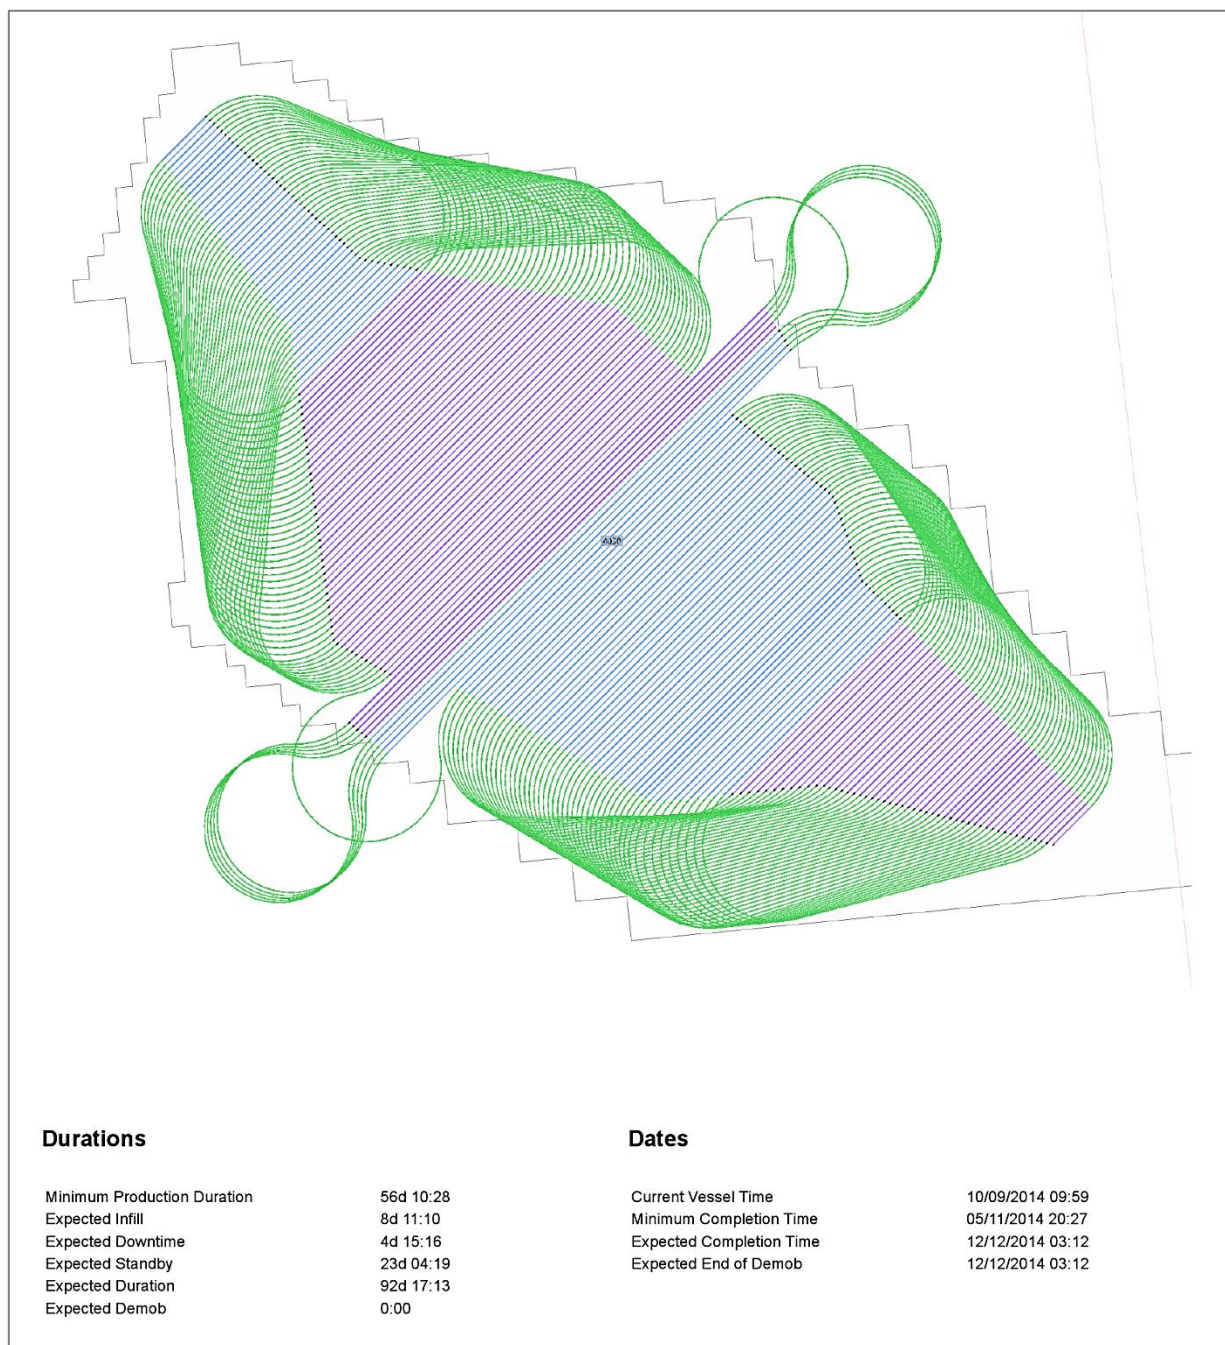 Durations
Minimum Production Duration 56d 10:28
Expected Infill 8d 11:10
Expected Downtime 4d 15:16
Expected Standby 23d 04:19
Expected Duration 92d 17:13
Expected Demob 0:00
Dates
Current Vessel Time 10/09/2014 09:59
Minimum Completion Time 05/11/2014 20:27
Expected Completion Time 12/12/2014 03:12
Expected End of Demob 12/12/2014 03:12